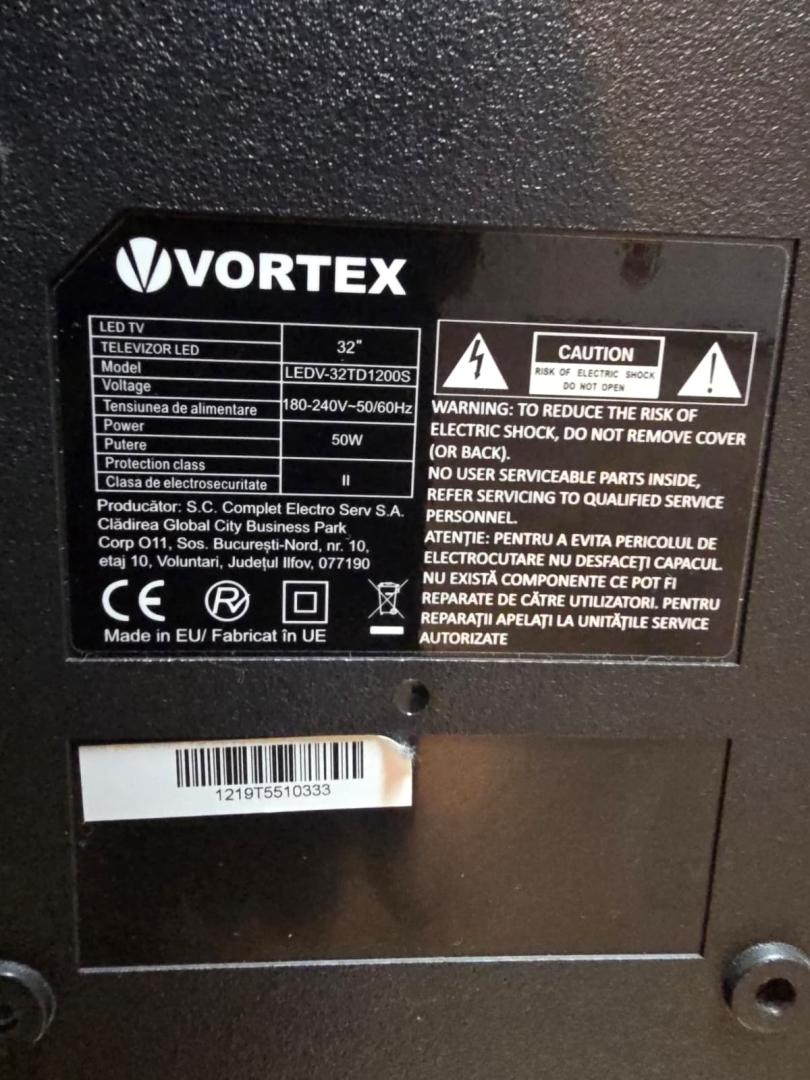 VORTEX
LED TV
TELEVIZOR LED
32"
Model
LEDV-32TD1200S
Voltage
Tensiunea de alimentare
180-240V~50/60Hz
Power
Putere
50W
Protection class
Clasa de electrosecuritate
II
Producător: S.C. Complet Electro Serv S.A.
Clădirea Global City Business Park
Corp O11, Sos. București-Nord, nr. 10,
etaj 10, Voluntari, Județul Ilfov, 077190
CE
Made in EU/ Fabricat în UE
CAUTION
RISK OF ELECTRIC SHOCK
DO NOT OPEN
WARNING: TO REDUCE THE RISK OF
ELECTRIC SHOCK, DO NOT REMOVE COVER
(OR BACK).
NO USER SERVICEABLE PARTS INSIDE,
REFER SERVICING TO QUALIFIED SERVICE
PERSONNEL.
ATENȚIE: PENTRU A EVITA PERICOLUL DE
ELECTROCUTARE NU DESFACEȚI CAPACUL.
NU EXISTĂ COMPONENTE CE POT FI
REPARATE DE CĂTRE UTILIZATORI. PENTRU
REPARAȚII APELAȚI LA UNITĂȚILE SERVICE
AUTORIZATE
1219T5510333